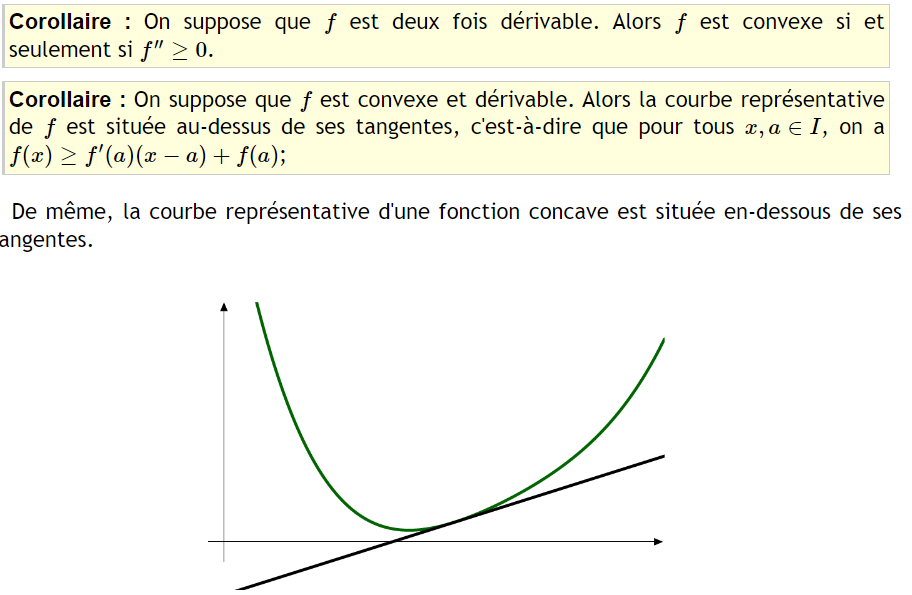 Corollaire : On suppose que f est deux fois dérivable. Alors f est convexe si et
seulement si f″ ≥ 0.
Corollaire : On suppose que f est convexe et dérivable. Alors la courbe représentative
de f est située au-dessus de ses tangentes, c'est-à-dire que pour tous x, a ∈ I, on a
f(x) ≥ f′(a)(x − a) + f(a);
De même, la courbe représentative d'une fonction concave est située en-dessous de ses
angentes.